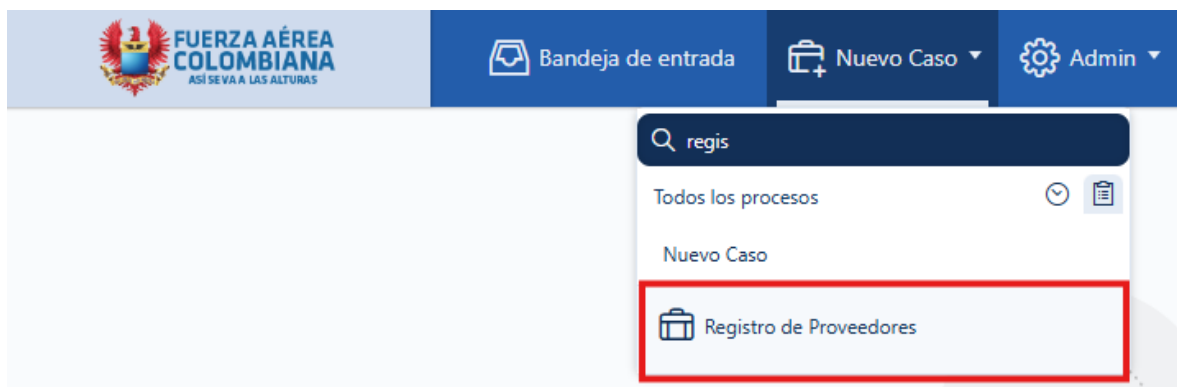 FUERZA AÉREA
COLOMBIANA
ASÍ SE VA A LAS ALTURAS
Bandeja de entrada
Nuevo Caso
Admin
regis
Todos los procesos
Nuevo Caso
Registro de Proveedores